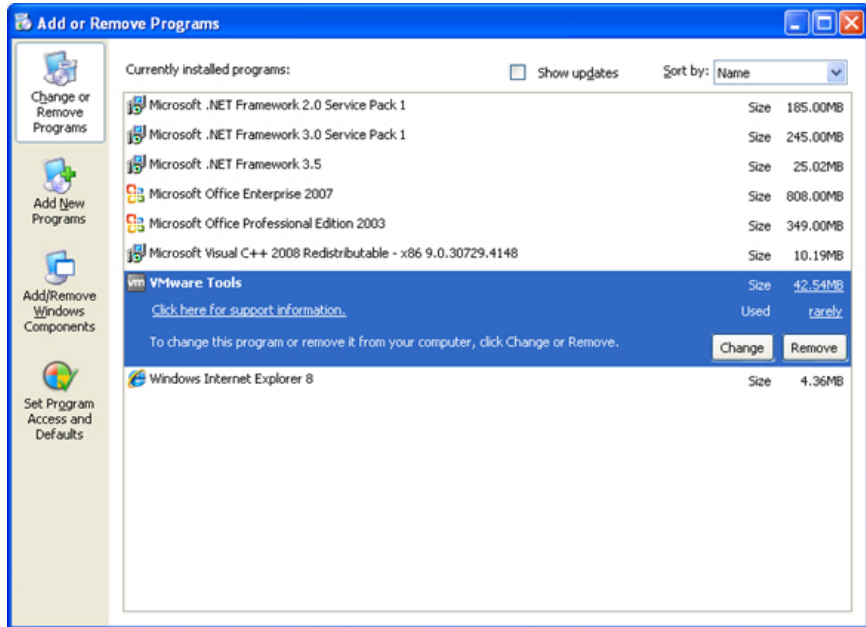 Add or Remove Programs
Change or
Remove
Programs
Add New
Programs
Add/Remove
Windows
Components
Set Program
Access and
Defaults
Currently installed programs:
Show updates
Sort by: Name
Microsoft .NET Framework 2.0 Service Pack 1 Size 185.00MB
Microsoft .NET Framework 3.0 Service Pack 1 Size 245.00MB
Microsoft .NET Framework 3.5 Size 25.02MB
Microsoft Office Enterprise 2007 Size 808.00MB
Microsoft Office Professional Edition 2003 Size 349.00MB
Microsoft Visual C++ 2008 Redistributable - x86 9.0.30729.4148 Size 10.19MB
vm VMware Tools Size 42.54MB
Click here for support information. Used rarely
To change this program or remove it from your computer, click Change or Remove. Change Remove
Windows Internet Explorer 8 Size 4.36MB